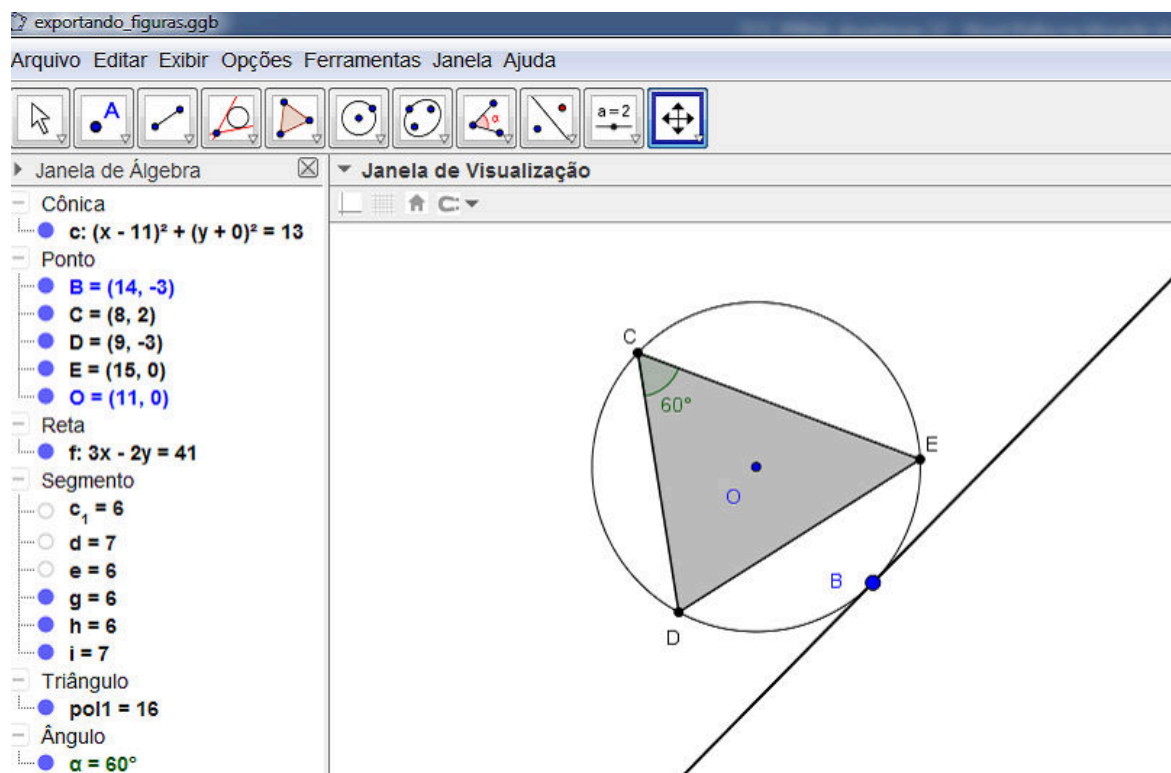 exportando_figuras.ggb
Arquivo Editar Exibir Opções Ferramentas Janela Ajuda
A
α
a=2
Janela de Álgebra
Janela de Visualização
Cônica
c: (x - 11)² + (y + 0)² = 13
Ponto
B = (14, -3)
C = (8, 2)
D = (9, -3)
E = (15, 0)
O = (11, 0)
Reta
f: 3x - 2y = 41
Segmento
c₁ = 6
d = 7
e = 6
g = 6
h = 6
i = 7
Triângulo
pol1 = 16
Ângulo
α = 60°
C
60°
E
O
B
D